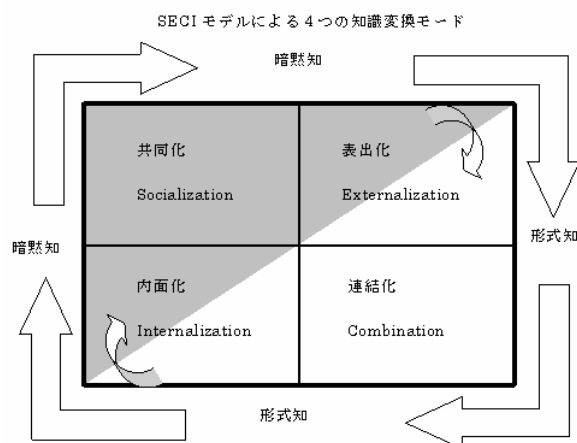 SECIモデルによる4つの知識変換モード
暗黙知
共同化
Socialization
表出化
Externalization
暗黙知
形式知
内面化
Internalization
連結化
Combination
形式知